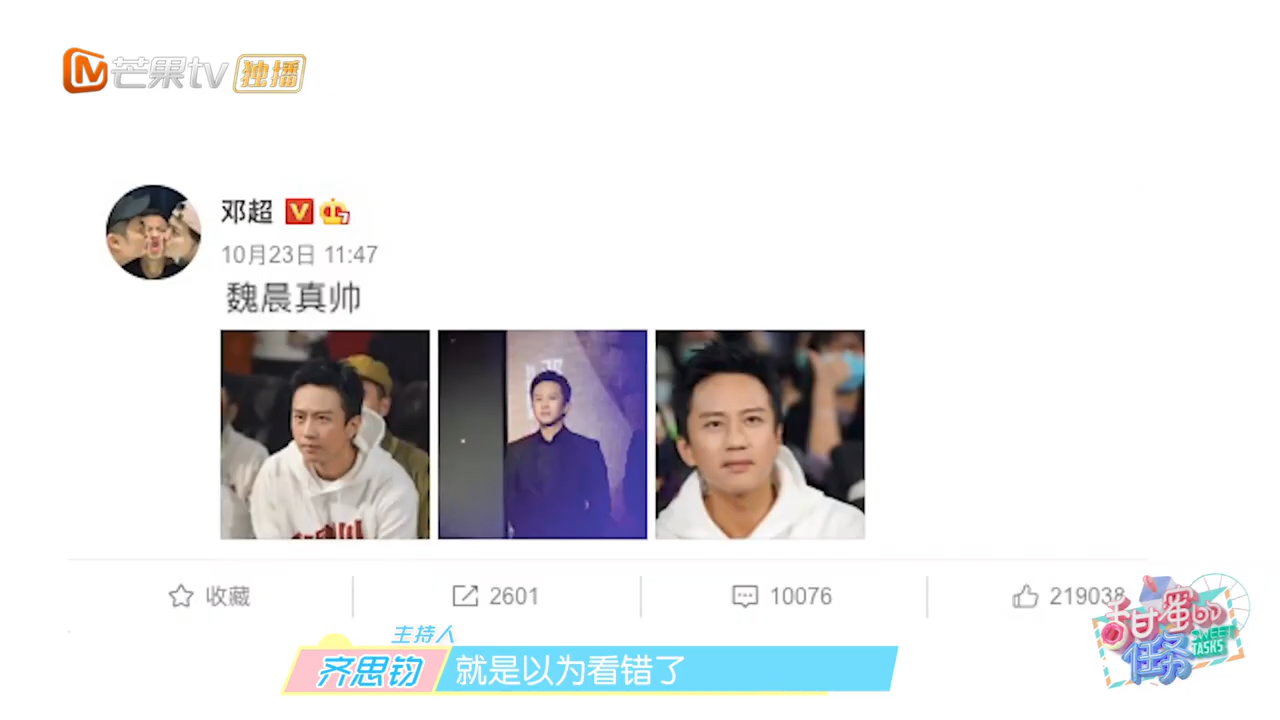 芒果tv 独播
邓超
10月23日 11:47
魏晨真帅
收藏
2601
10076
219038
主持人
齐思钧
就是以为看错了
甜蜜的
任务
SWEET
TASKS